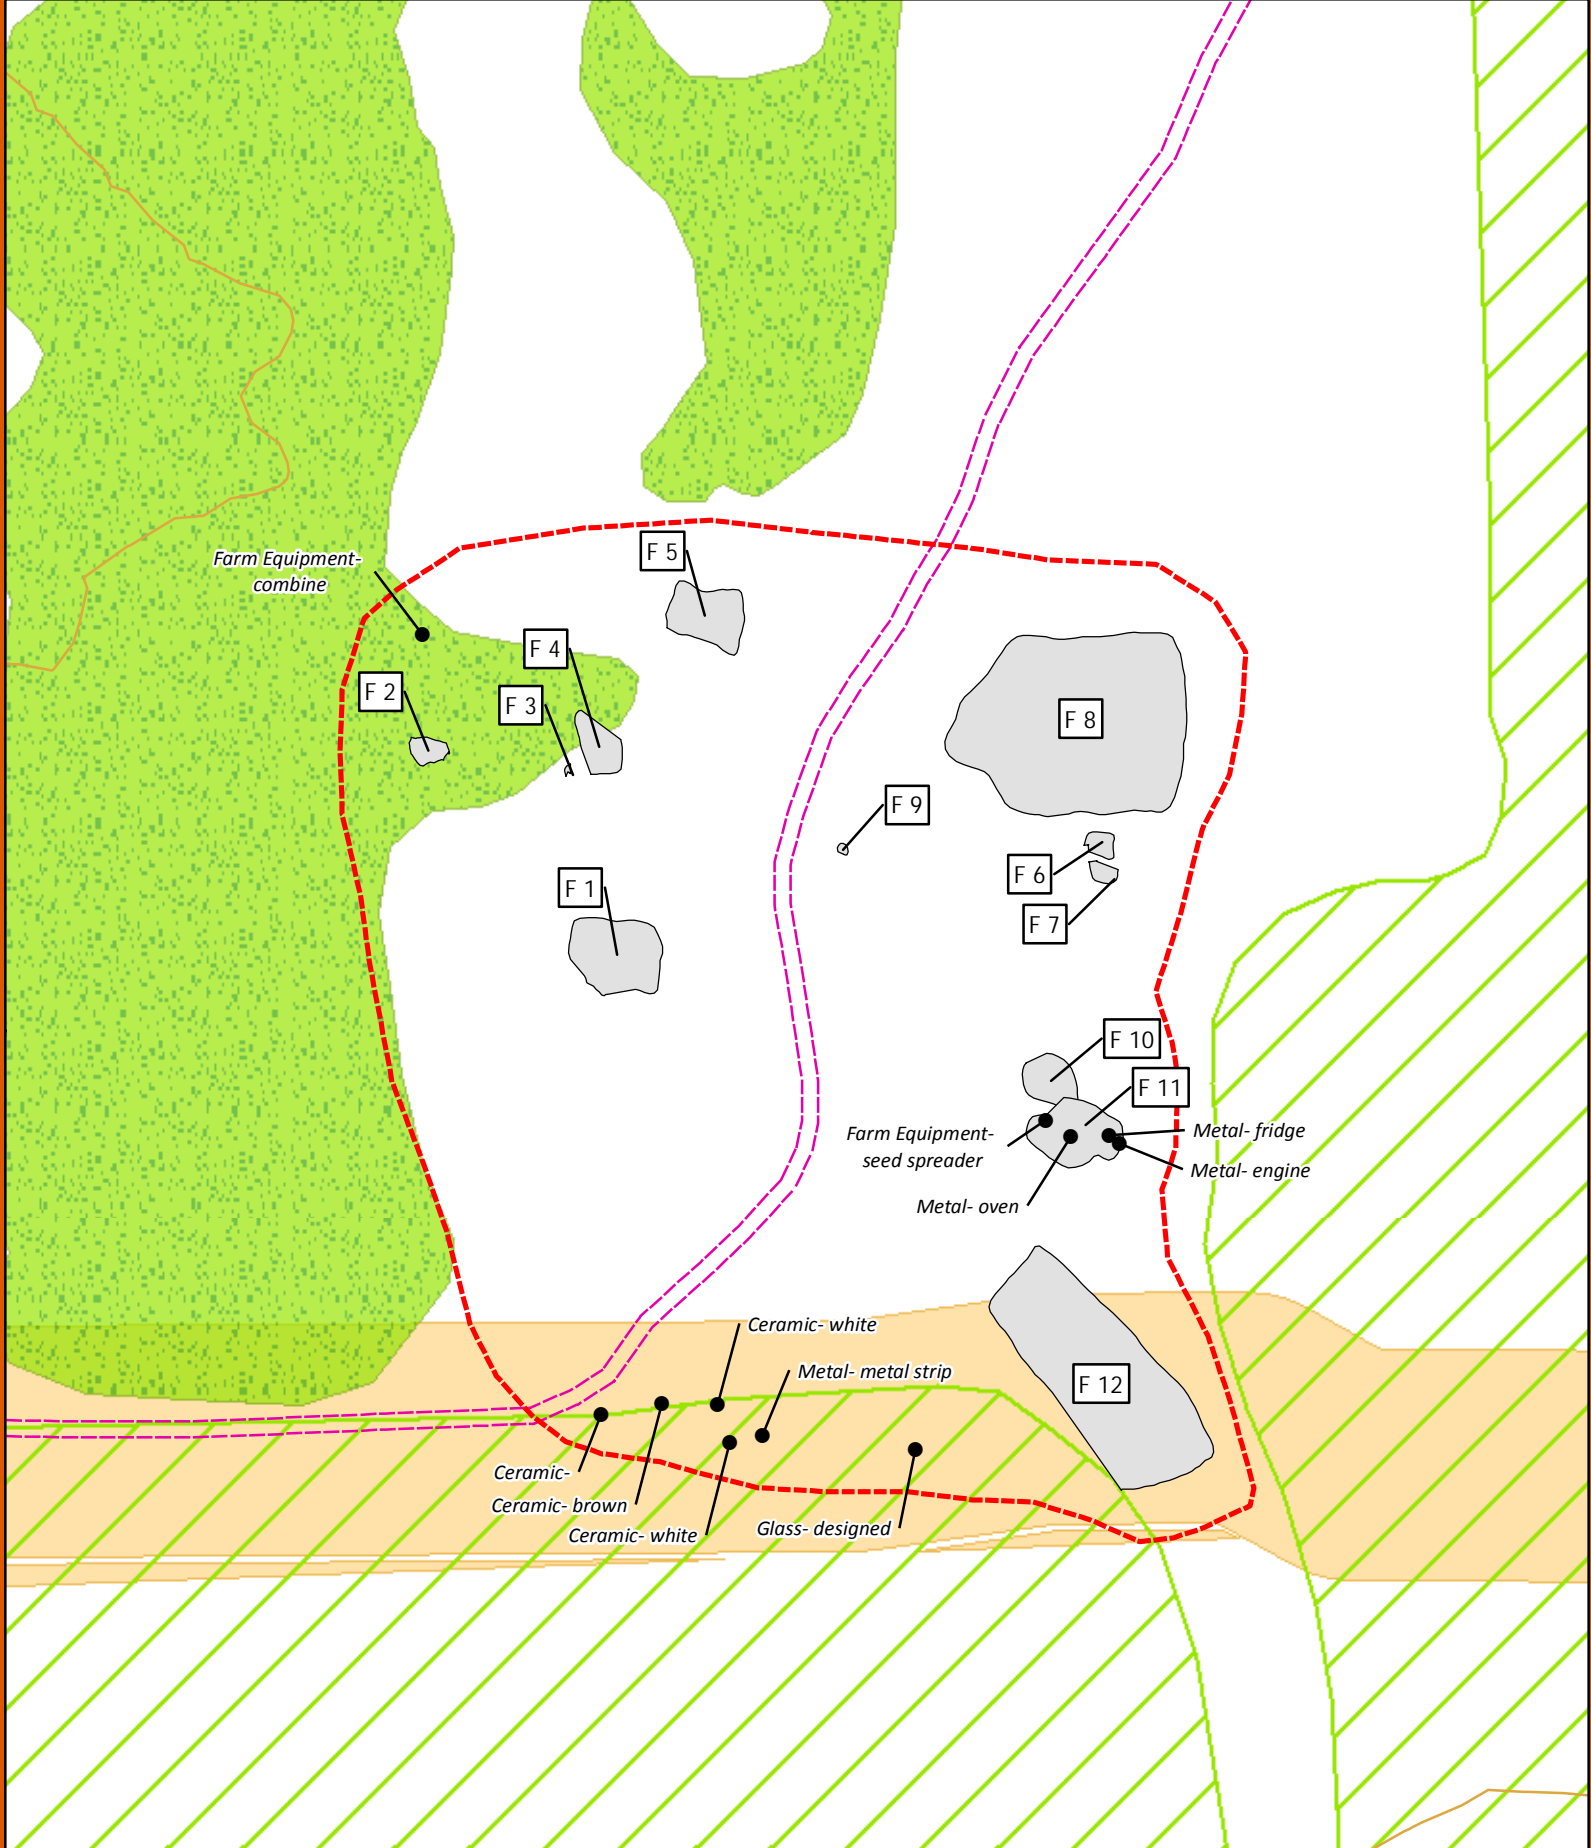 F 5
Farm Equipment-
combine
F 4
F 2
F 3
F 8
F 9
F 6
F 1
F 7
F 10
F 11
Farm Equipment-
seed spreader
Metal- fridge
Metal- engine
Metal- oven
Ceramic- white
Metal- metal strip
F 12
Ceramic-
Ceramic- brown
Ceramic- white
Glass- designed